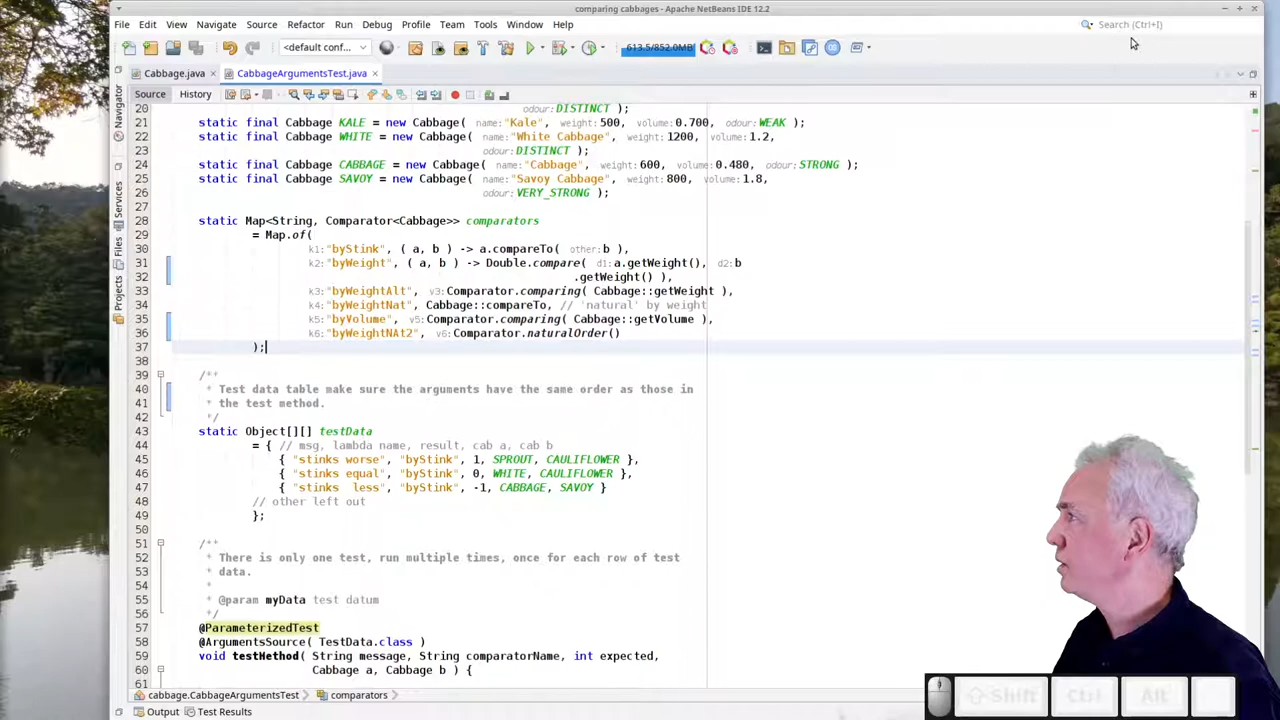 comparing cabbages - Apache NetBeans IDE 12.2
File Edit View Navigate Source Refactor Run Debug Profile Team Tools Window Help
Search (Ctrl+I)
<default conf...
613.5/852.0MB
Cabbage.java
CabbageArgumentsTest.java
Source History
Navigator
Services
Files
Projects
20 odour:DISTINCT );
21 static final Cabbage KALE = new Cabbage( name:"Kale", weight:500, volume:0.700, odour:WEAK );
22 static final Cabbage WHITE = new Cabbage( name:"White Cabbage", weight:1200, volume:1.2,
23 odour:DISTINCT );
24 static final Cabbage CABBAGE = new Cabbage( name:"Cabbage", weight:600, volume:0.480, odour:STRONG );
25 static final Cabbage SAVOY = new Cabbage( name:"Savoy Cabbage", weight:800, volume:1.8,
26 odour:VERY_STRONG );
27
28 static Map<String, Comparator<Cabbage>> comparators
29 = Map.of(
30 k1:"byStink", ( a, b ) -> a.compareTo( other:b ),
31 k2:"byWeight", ( a, b ) -> Double.compare( d1:a.getWeight(), d2:b
32 .getWeight() ),
33 k3:"byWeightAlt", v3:Comparator.comparing( Cabbage::getWeight ),
34 k4:"byWeightNat", Cabbage::compareTo, // 'natural' by weight
35 k5:"byVolume", v5:Comparator.comparing( Cabbage::getVolume ),
36 k6:"byWeightNAt2", v6:Comparator.naturalOrder()
37 );
38
39 /**
40 * Test data table make sure the arguments have the same order as those in
41 * the test method.
42 */
43 static Object[][] testData
44 = { // msg, lambda name, result, cab a, cab b
45 { "stinks worse", "byStink", 1, SPROUT, CAULIFLOWER },
46 { "stinks equal", "byStink", 0, WHITE, CAULIFLOWER },
47 { "stinks  less", "byStink", -1, CABBAGE, SAVOY }
48 // other left out
49 };
50
51 /**
52 * There is only one test, run multiple times, once for each row of test
53 * data.
54 *
55 * @param myData test datum
56 */
57 @ParameterizedTest
58 @ArgumentsSource( TestData.class )
59 void testMethod( String message, String comparatorName, int expected,
60 Cabbage a, Cabbage b ) {
61
cabbage.CabbageArgumentsTest comparators
Output Test Results
Shift Ctrl Alt